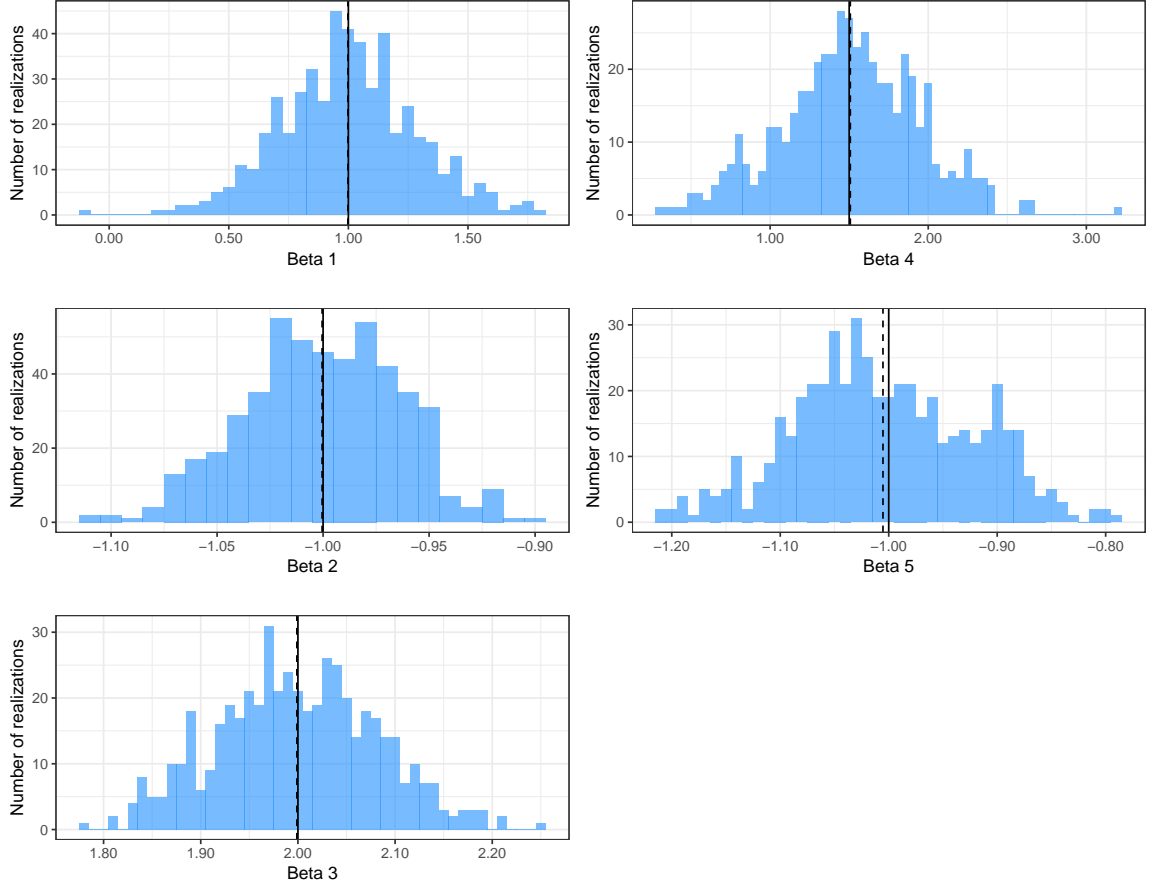 Number of realizations
40
30
20
10
0
0.00 0.50 1.00 1.50
Beta 1
Number of realizations
20
10
0
1.00 2.00 3.00
Beta 4
Number of realizations
40
20
0
−1.10 −1.05 −1.00 −0.95 −0.90
Beta 2
Number of realizations
30
20
10
0
−1.20 −1.10 −1.00 −0.90 −0.80
Beta 5
Number of realizations
30
20
10
0
1.80 1.90 2.00 2.10 2.20
Beta 3